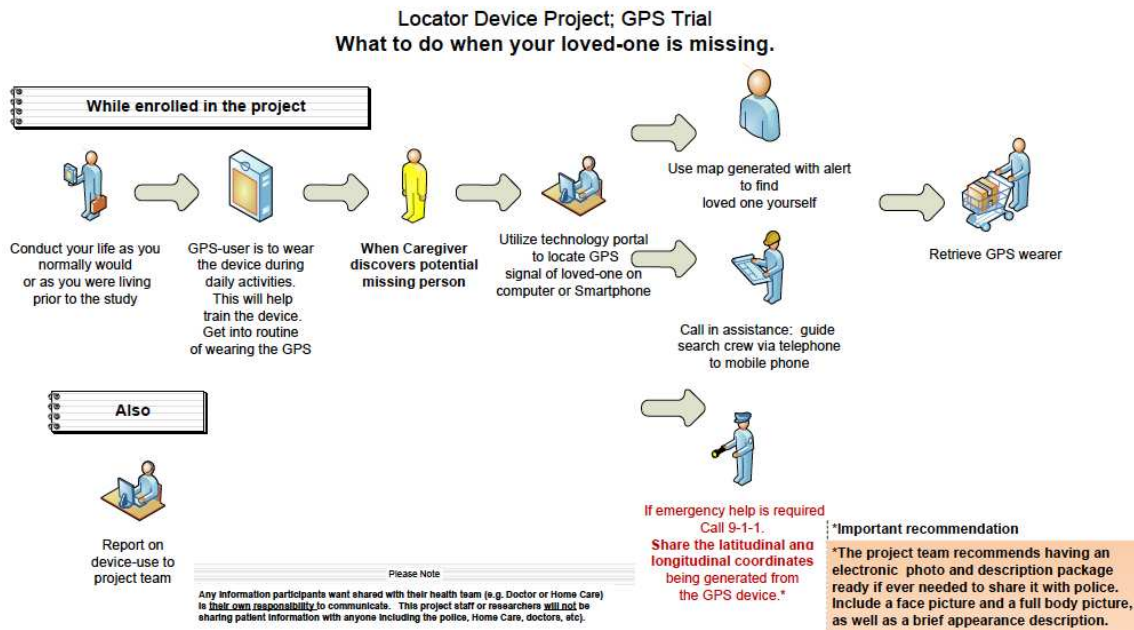 Locator Device Project; GPS Trial
What to do when your loved-one is missing.
While enrolled in the project
Conduct your life as you
normally would
or as you were living
prior to the study
GPS-user is to wear
the device during
daily activities.
This will help
train the device.
Get into routine
of wearing the GPS
When Caregiver
discovers potential
missing person
Utilize technology portal
to locate GPS
signal of loved-one on
computer or Smartphone
Use map generated with alert
to find
loved one yourself
Call in assistance: guide
search crew via telephone
to mobile phone
Retrieve GPS wearer
Also
Report on
device-use to
project team
If emergency help is required
Call 9-1-1.
Share the latitudinal and
longitudinal coordinates
being generated from
the GPS device.*
*Important recommendation
*The project team recommends having an
electronic photo and description package
ready if ever needed to share it with police.
Include a face picture and a full body picture,
as well as a brief appearance description.
Please Note
Any information participants want shared with their health team (e.g. Doctor or Home Care)
is their own responsibility to communicate. This project staff or researchers will not be
sharing patient information with anyone including the police, Home Care, doctors, etc).